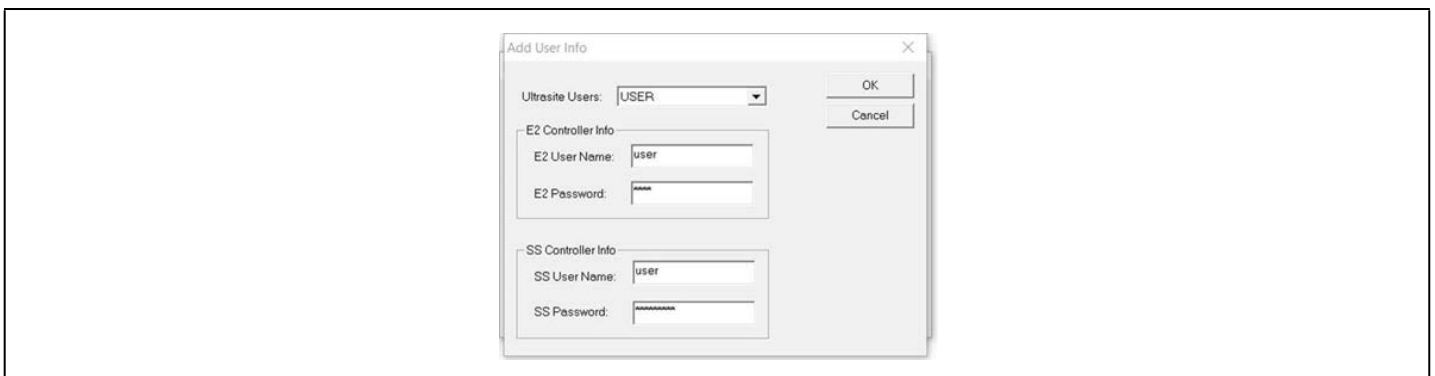 Add User Info
Ultrasite Users: USER
OK
Cancel
E2 Controller Info
E2 User Name: user
E2 Password: ****
SS Controller Info
SS User Name: user
SS Password: *********